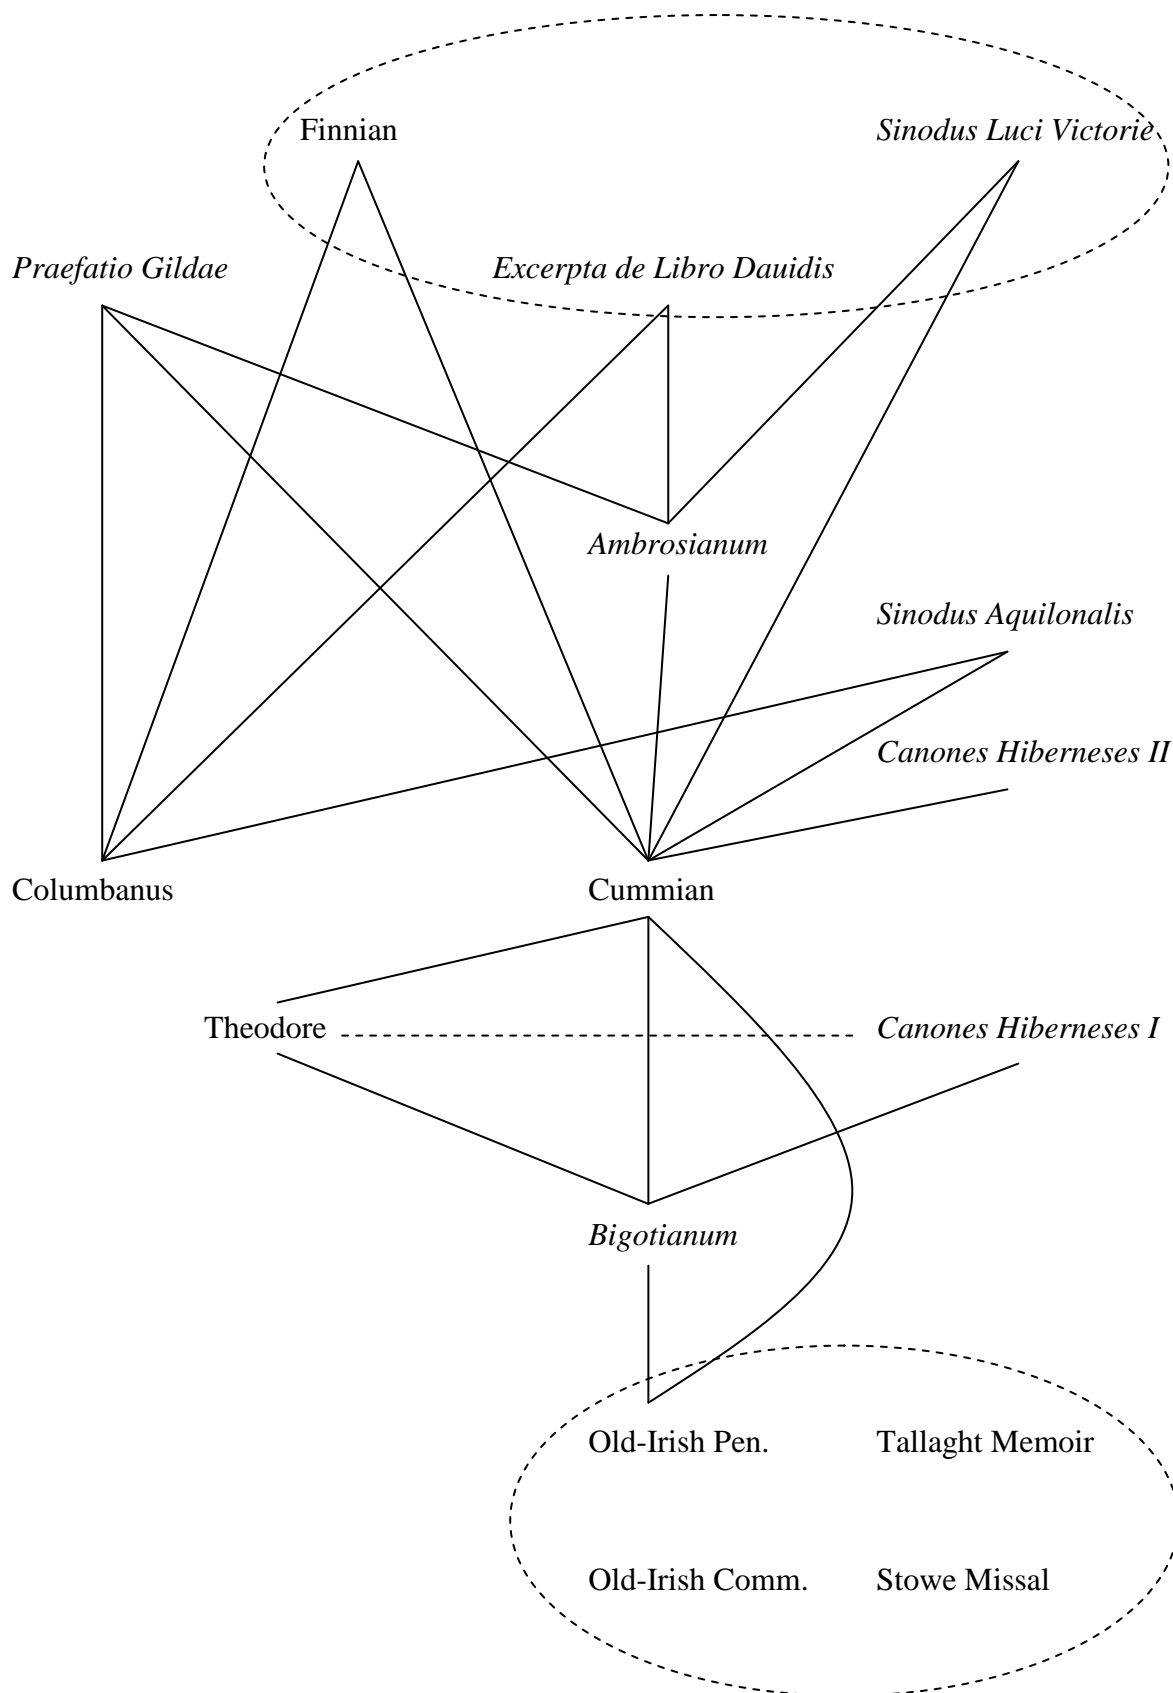 Finnian
Sinodus Luci Victorie
Praefatio Gildae
Excerpta de Libro Dauidis
Ambrosianum
Sinodus Aquilonalis
Canones Hiberneses II
Columbanus
Cummian
Theodore
Canones Hiberneses I
Bigotianum
Old-Irish Pen.
Tallaght Memoir
Old-Irish Comm.
Stowe Missal